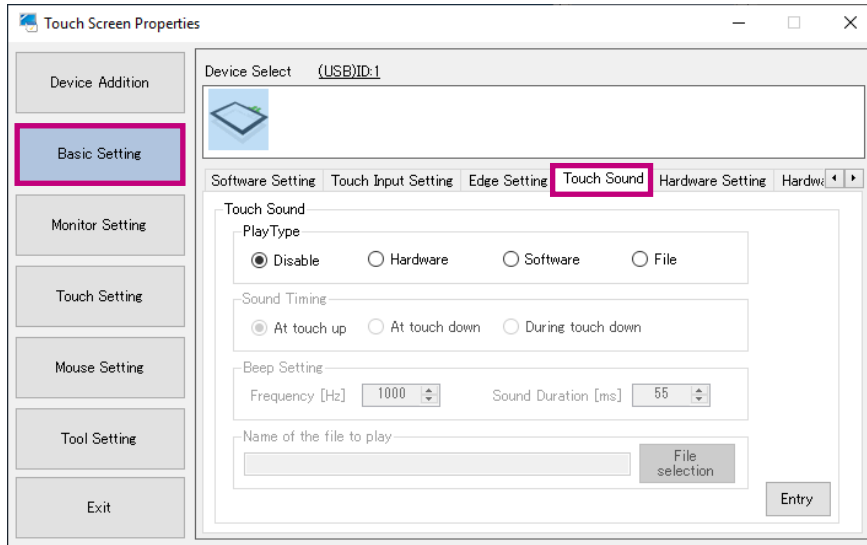 Touch Screen Properties
Device Addition
Basic Setting
Monitor Setting
Touch Setting
Mouse Setting
Tool Setting
Exit
Device Select (USB)ID:1
Software Setting Touch Input Setting Edge Setting Touch Sound Hardware Setting Hardwa
Touch Sound
PlayType
Disable Hardware Software File
Sound Timing
At touch up At touch down During touch down
Beep Setting
Frequency [Hz] 1000 Sound Duration [ms] 55
Name of the file to play
File
selection
Entry